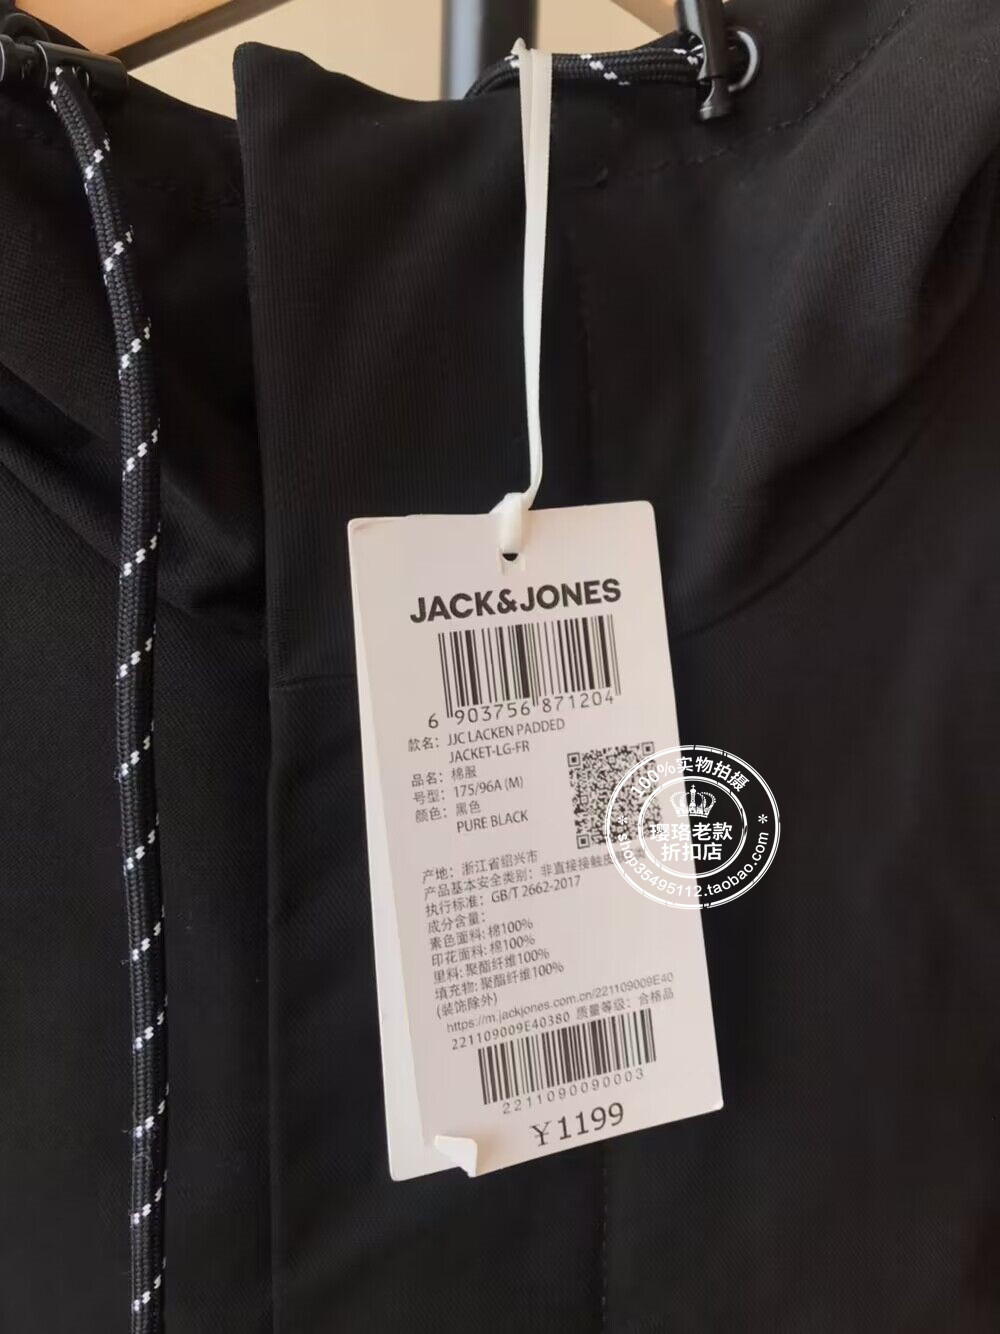 JACK&JONES
6 903756 871204
款名: JJC LACKEN PADDED
JACKET-LG-FR
品名: 棉服
号型: 175/96A (M)
颜色: 黑色
PURE BLACK
产地: 浙江省绍兴市
产品基本安全类别: 非直接接触
执行标准: GB/T 2662-2017
成分含量:
素色面料: 棉100%
印花面料: 棉100%
里料: 聚酯纤维100%
填充物: 聚酯纤维100%
(装饰除外)
https://m.jackjones.com.cn/221109009E40
221109009E40380 质量等级: 合格品
2211090090003
¥1199
100%实物拍摄
璎珞老款
折扣店
* shop35495112.taobao.com *